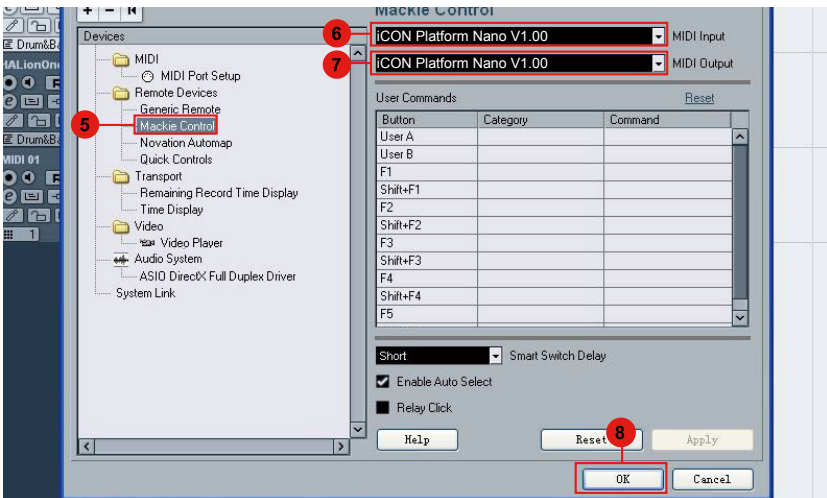 + − |◀
Mackie Control
Devices
6
iCON Platform Nano V1.00
MIDI Input
7
iCON Platform Nano V1.00
MIDI Output
MIDI
MIDI Port Setup
Remote Devices
Generic Remote
5
Mackie Control
Novation Automap
Quick Controls
Transport
Remaining Record Time Display
Time Display
Video
Video Player
Audio System
ASIO DirectX Full Duplex Driver
System Link
User Commands
Reset
Button Category Command
User A
User B
F1
Shift+F1
F2
Shift+F2
F3
Shift+F3
F4
Shift+F4
F5
Short
Smart Switch Delay
Enable Auto Select
Relay Click
Help
Reset
8
Apply
OK
Cancel
E Drum&Ba
HALionOne
R
e
E Drum&Ba
MIDI 01
R
e
1